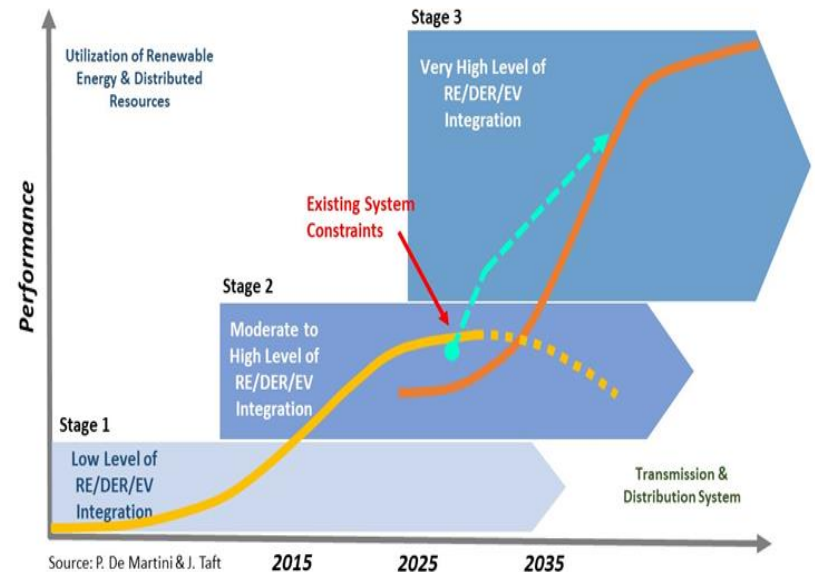 Stage 3
Utilization of Renewable
Energy & Distributed
Resources
Very High Level of
RE/DER/EV
Integration
Existing System
Constraints
Performance
Stage 2
Moderate to
High Level of
RE/DER/EV
Integration
Stage 1
Low Level of
RE/DER/EV
Integration
Transmission &
Distribution System
Source: P. De Martini & J. Taft
2015
2025
2035